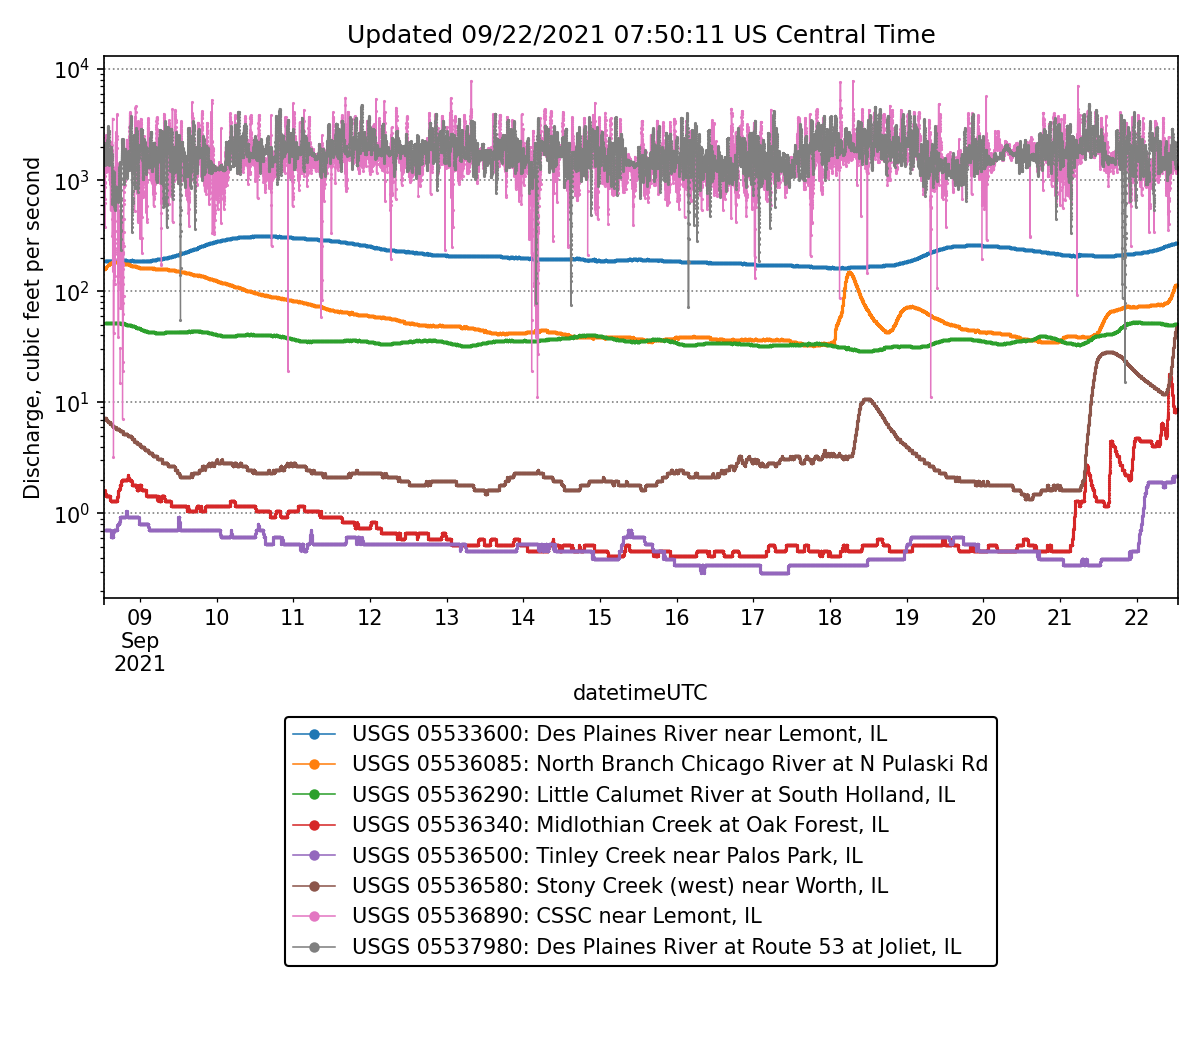 Updated 09/22/2021 07:50:11 US Central Time
Discharge, cubic feet per second
10⁴
10³
10²
10¹
10⁰
09 10 11 12 13 14 15 16 17 18 19 20 21 22
Sep
2021
datetimeUTC
USGS 05533600: Des Plaines River near Lemont, IL
USGS 05536085: North Branch Chicago River at N Pulaski Rd
USGS 05536290: Little Calumet River at South Holland, IL
USGS 05536340: Midlothian Creek at Oak Forest, IL
USGS 05536500: Tinley Creek near Palos Park, IL
USGS 05536580: Stony Creek (west) near Worth, IL
USGS 05536890: CSSC near Lemont, IL
USGS 05537980: Des Plaines River at Route 53 at Joliet, IL